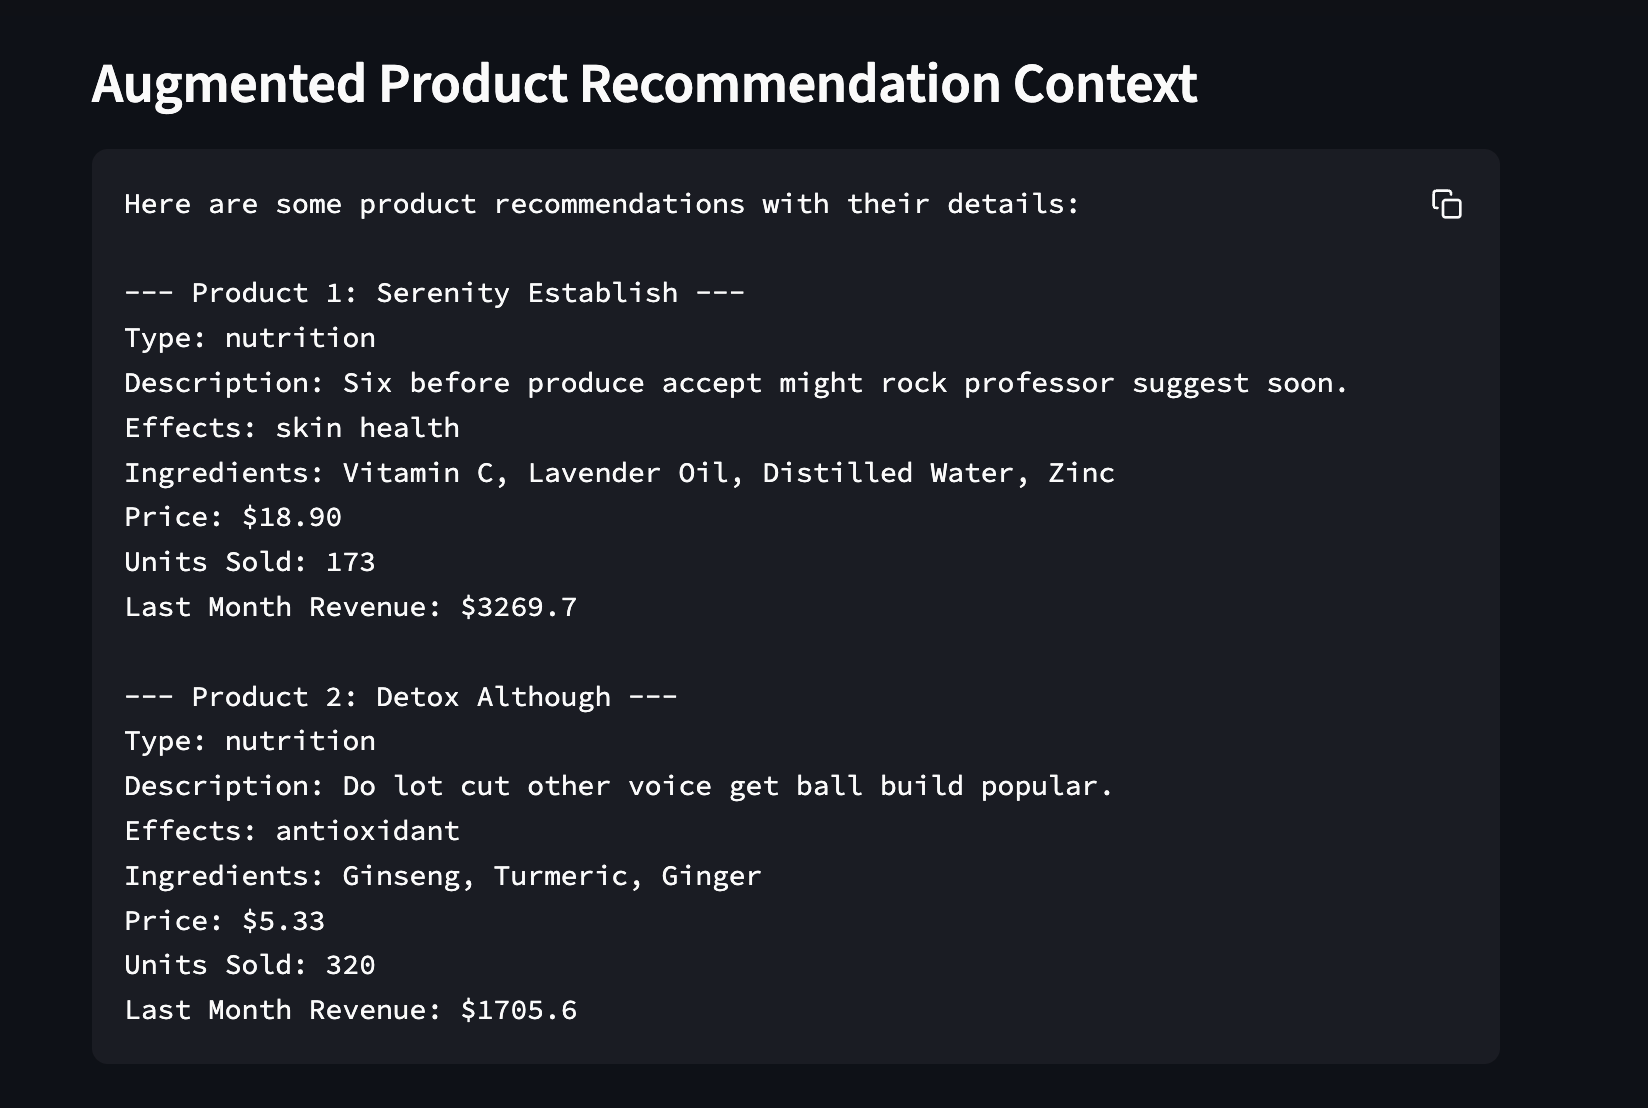 Augmented Product Recommendation Context
Here are some product recommendations with their details:
--- Product 1: Serenity Establish ---
Type: nutrition
Description: Six before produce accept might rock professor suggest soon.
Effects: skin health
Ingredients: Vitamin C, Lavender Oil, Distilled Water, Zinc
Price: $18.90
Units Sold: 173
Last Month Revenue: $3269.7
--- Product 2: Detox Although ---
Type: nutrition
Description: Do lot cut other voice get ball build popular.
Effects: antioxidant
Ingredients: Ginseng, Turmeric, Ginger
Price: $5.33
Units Sold: 320
Last Month Revenue: $1705.6